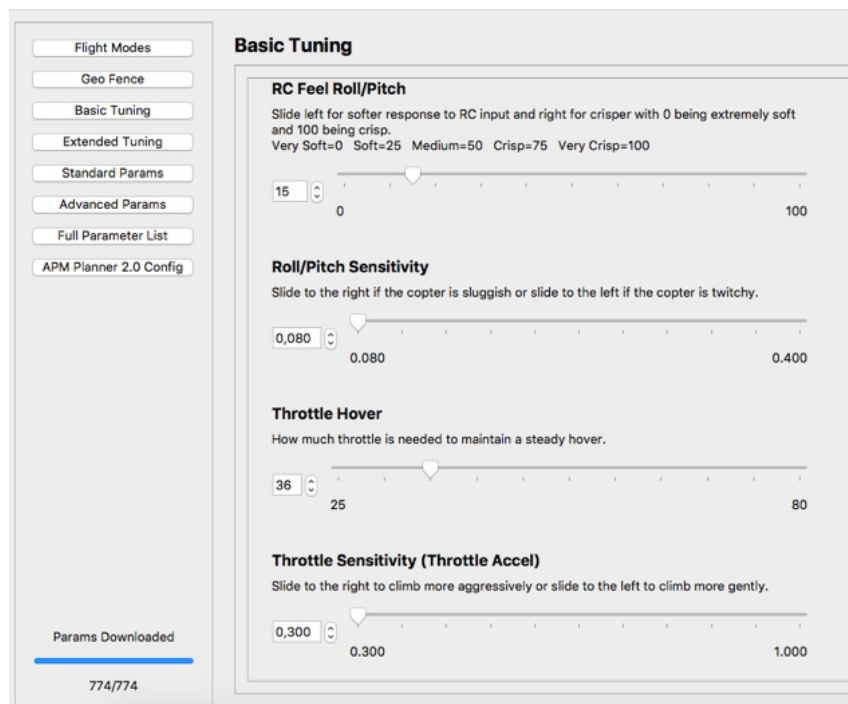 Flight Modes
Geo Fence
Basic Tuning
Extended Tuning
Standard Params
Advanced Params
Full Parameter List
APM Planner 2.0 Config
Params Downloaded
774/774
Basic Tuning
RC Feel Roll/Pitch
Slide left for softer response to RC input and right for crisper with 0 being extremely soft
and 100 being crisp.
Very Soft=0 Soft=25 Medium=50 Crisp=75 Very Crisp=100
15
0 100
Roll/Pitch Sensitivity
Slide to the right if the copter is sluggish or slide to the left if the copter is twitchy.
0,080
0.080 0.400
Throttle Hover
How much throttle is needed to maintain a steady hover.
36
25 80
Throttle Sensitivity (Throttle Accel)
Slide to the right to climb more aggressively or slide to the left to climb more gently.
0,300
0.300 1.000